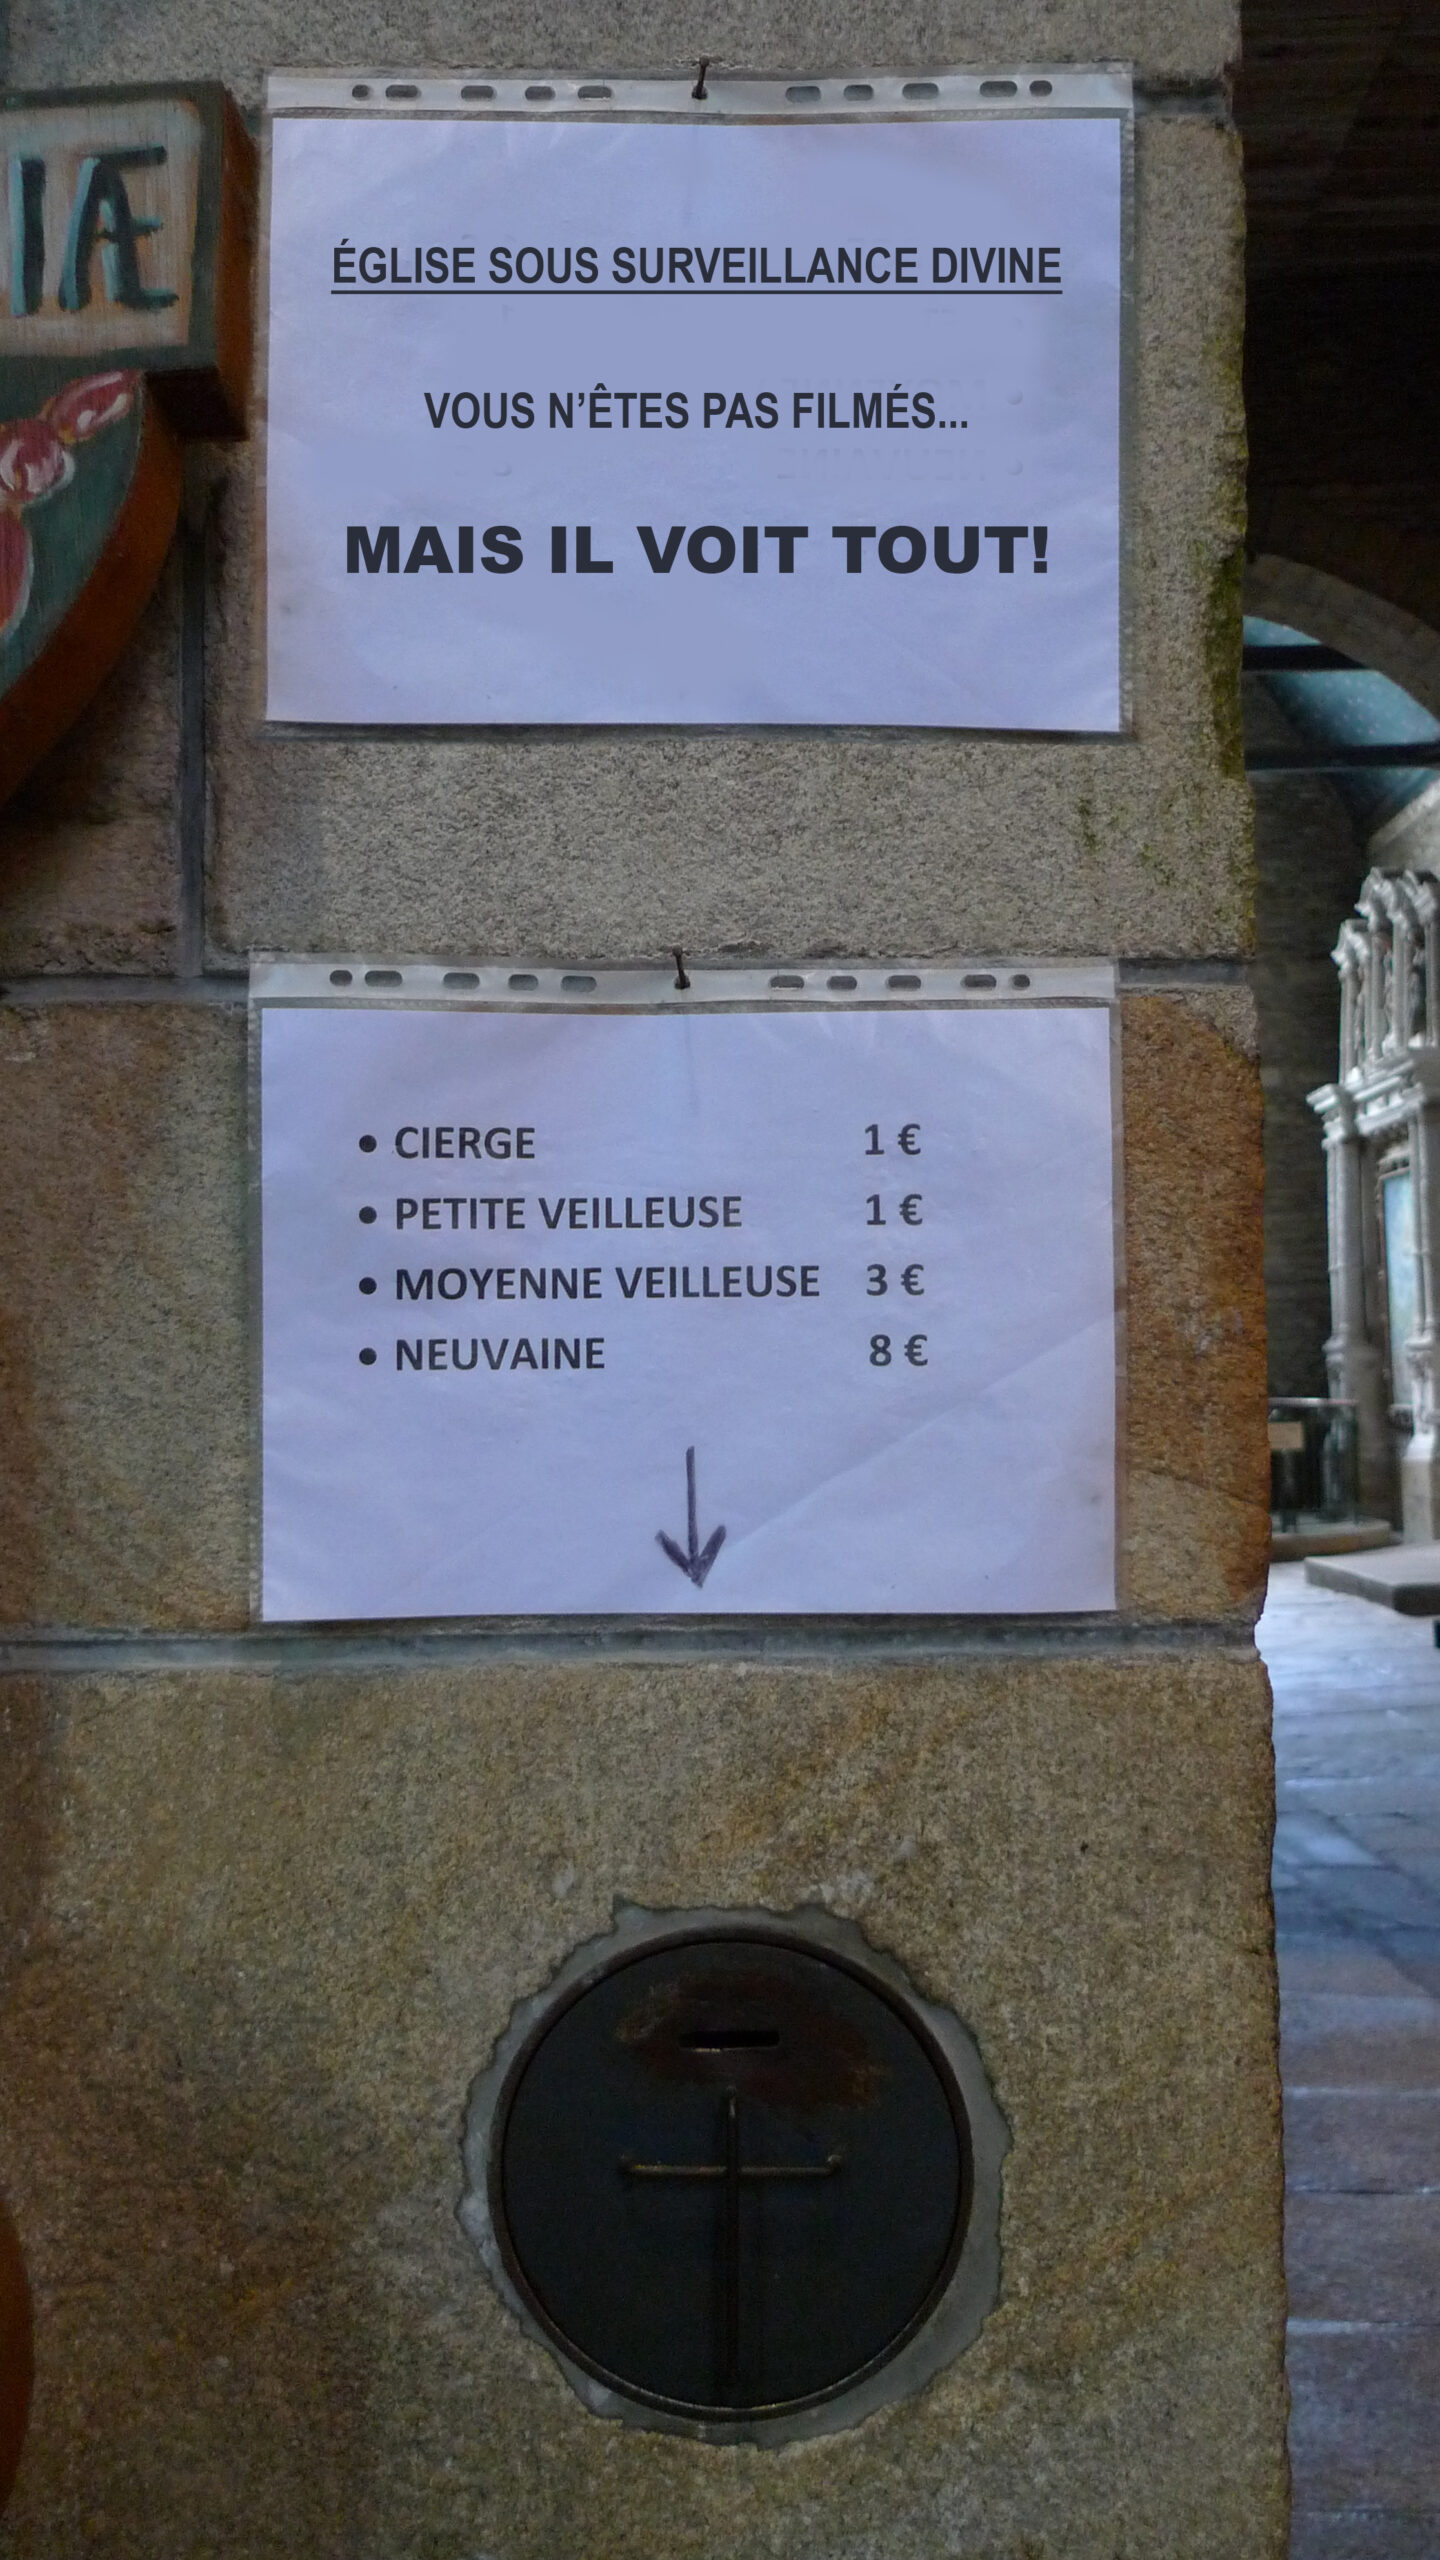 IÆ
ÉGLISE SOUS SURVEILLANCE DIVINE
VOUS N’ÊTES PAS FILMÉS...
MAIS IL VOIT TOUT!
• CIERGE 1 €
• PETITE VEILLEUSE 1 €
• MOYENNE VEILLEUSE 3 €
• NEUVAINE 8 €